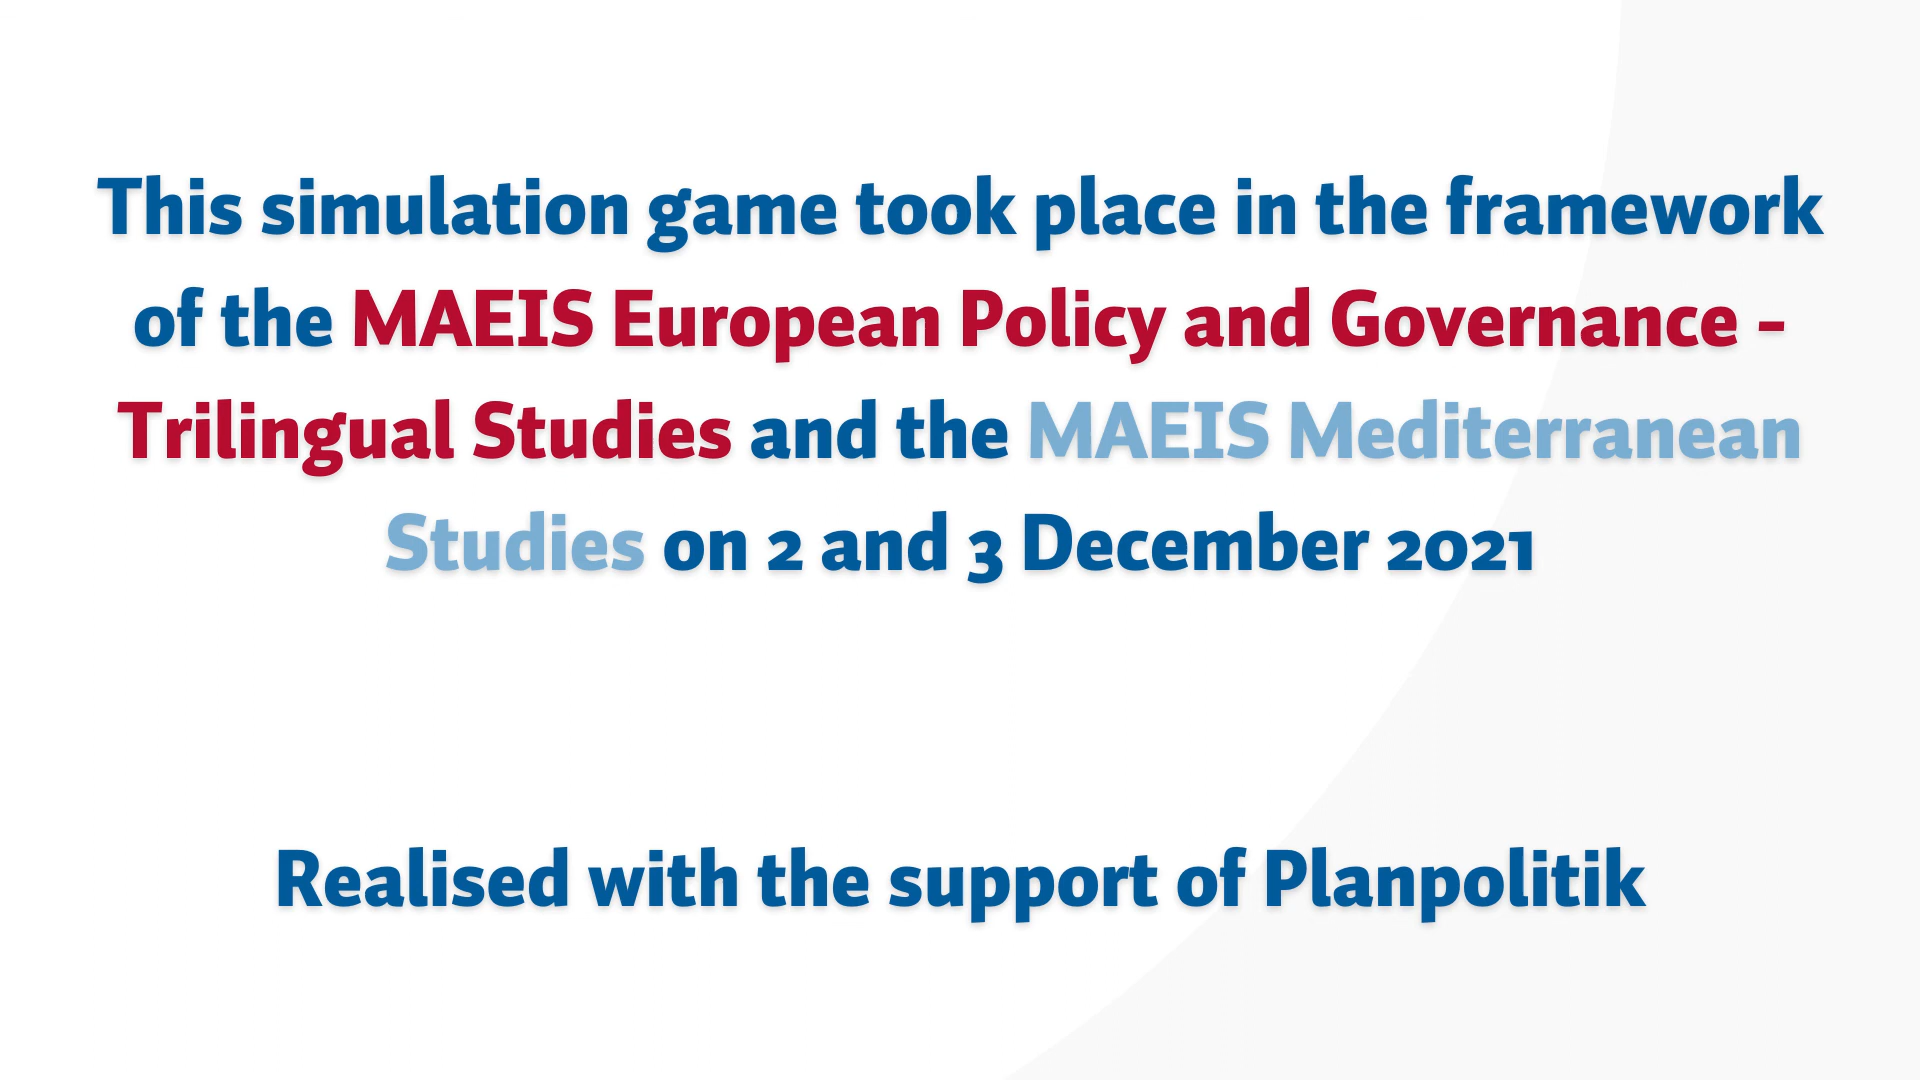 This simulation game took place in the framework
of the MAEIS European Policy and Governance -
Trilingual Studies and the MAEIS Mediterranean
Studies on 2 and 3 December 2021
Realised with the support of Planpolitik